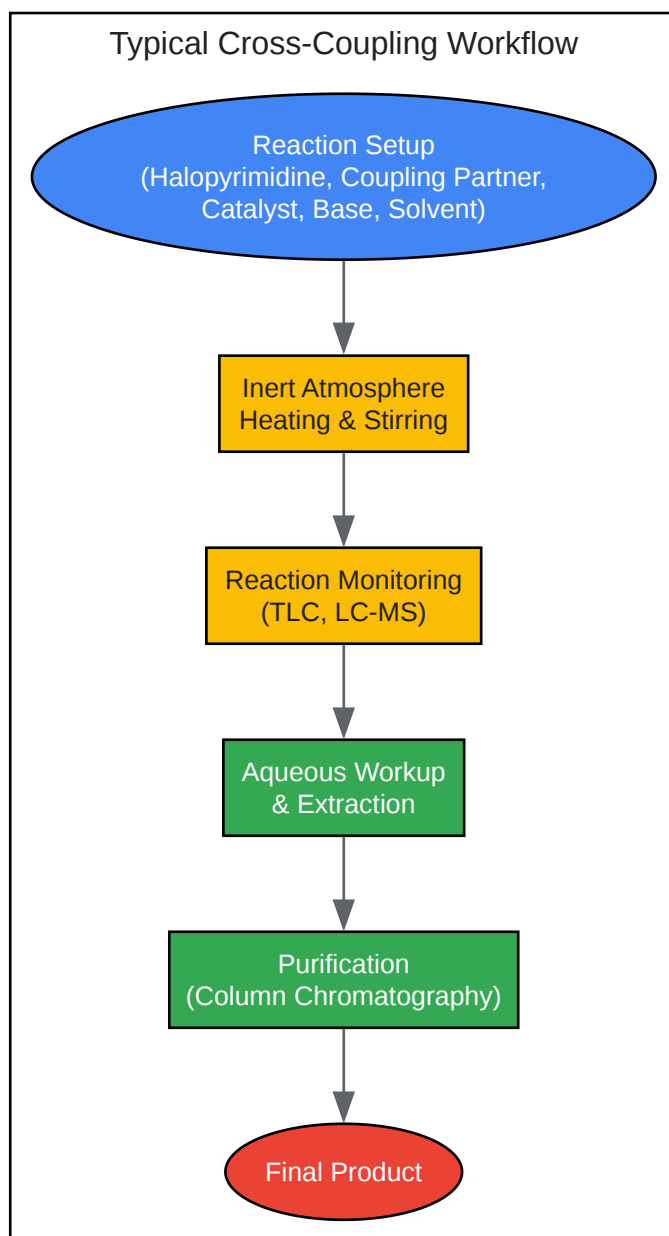 Typical Cross-Coupling Workflow
Reaction Setup
(Halopyrimidine, Coupling Partner,
Catalyst, Base, Solvent)
Inert Atmosphere
Heating & Stirring
Reaction Monitoring
(TLC, LC-MS)
Aqueous Workup
& Extraction
Purification
(Column Chromatography)
Final Product